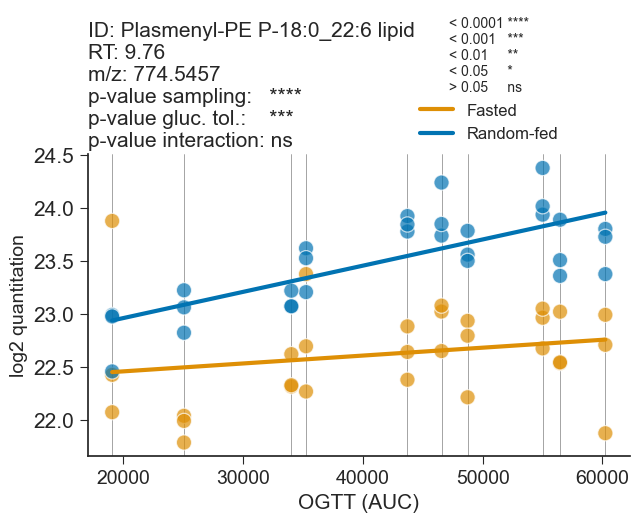 ID: Plasmenyl-PE P-18:0_22:6 lipid
RT: 9.76
m/z: 774.5457
p-value sampling: ****
p-value gluc. tol.: ***
p-value interaction: ns
< 0.0001 ****
< 0.001 ***
< 0.01 **
< 0.05 *
> 0.05 ns
Fasted
Random-fed
log2 quantitation
24.5
24.0
23.5
23.0
22.5
22.0
20000 30000 40000 50000 60000
OGTT (AUC)